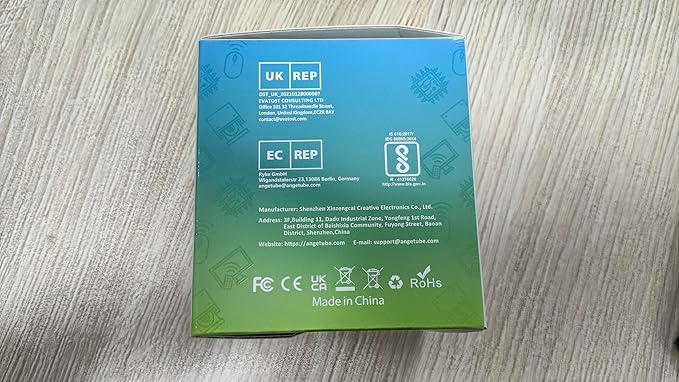 UK REP
OST_UK_20210128000007
EVATOST CONSULTING LTD
Office 101 32 Threadneedle Street,
London, United Kingdom,EC2R 8AY
contact@evatost.com
EC REP
Ryke GmbH
Wigandstalerstr 23,13086 Berlin, Germany
angetube@angetube.com
IS 616:2017/
IEC 60065:2014
R - 41276626
www.bis.gov.in
Manufacturer: Shenzhen Xinzengcai Creative Electronics Co., Ltd.
Address: 3F,Building 11, Dadu Industrial Zone, Yongfeng 1st Road,
East District of Baishixia Community, Fuyong Street, Baoan
District, Shenzhen,China
Website: https://angetube.com E-mail: support@angetube.com
FC CE UK CA RoHs
Made in China